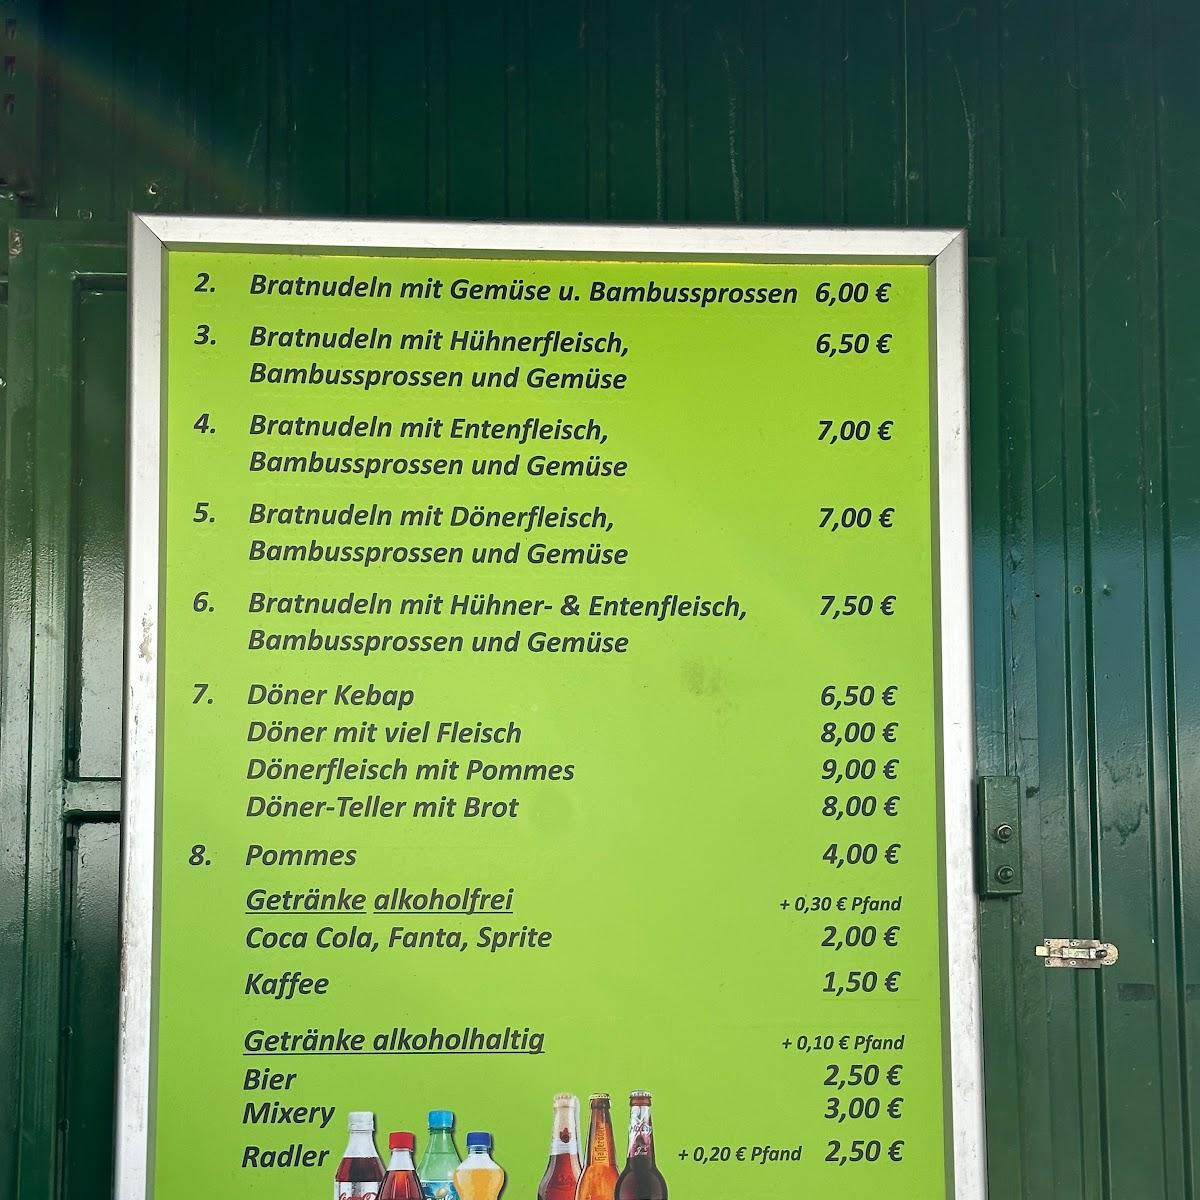 2. Bratnudeln mit Gemüse u. Bambussprossen 6,00 €
3. Bratnudeln mit Hühnerfleisch, 6,50 €
Bambussprossen und Gemüse
4. Bratnudeln mit Entenfleisch, 7,00 €
Bambussprossen und Gemüse
5. Bratnudeln mit Dönerfleisch, 7,00 €
Bambussprossen und Gemüse
6. Bratnudeln mit Hühner- & Entenfleisch, 7,50 €
Bambussprossen und Gemüse
7. Döner Kebap 6,50 €
Döner mit viel Fleisch 8,00 €
Dönerfleisch mit Pommes 9,00 €
Döner-Teller mit Brot 8,00 €
8. Pommes 4,00 €
Getränke alkoholfrei + 0,30 € Pfand
Coca Cola, Fanta, Sprite 2,00 €
Kaffee 1,50 €
Getränke alkoholhaltig + 0,10 € Pfand
Bier 2,50 €
Mixery 3,00 €
Radler + 0,20 € Pfand 2,50 €